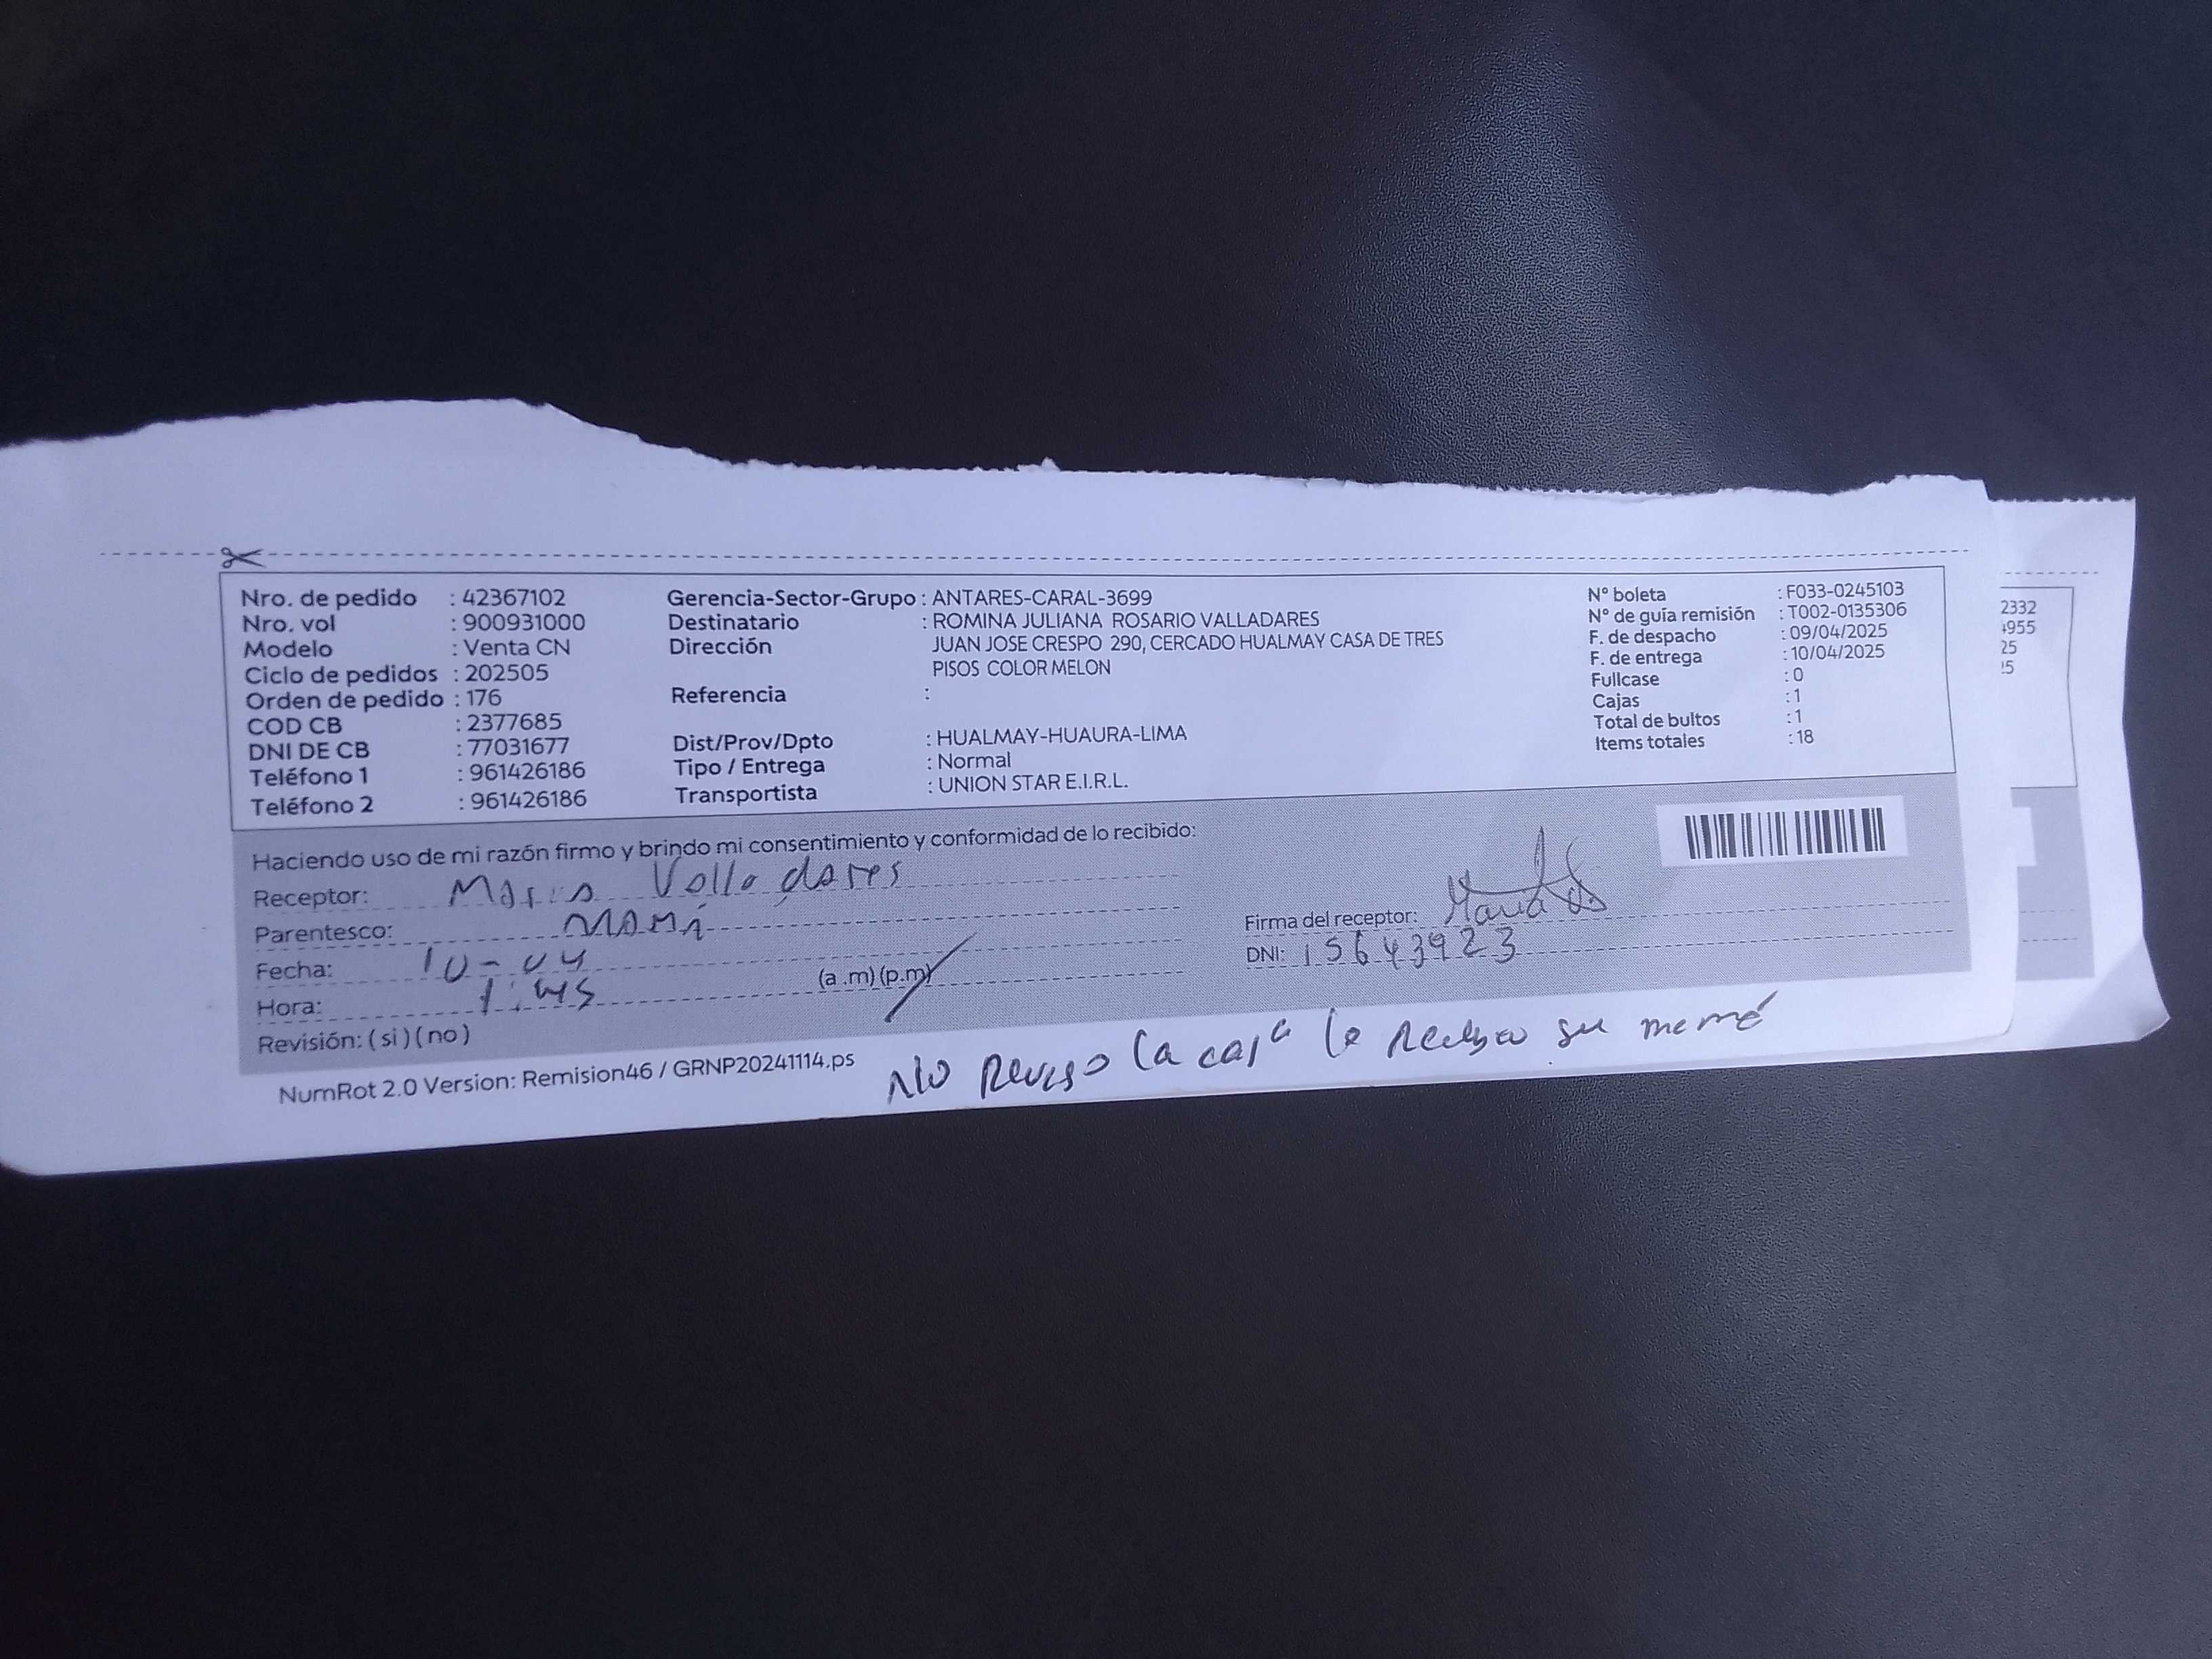 Nro. de pedido : 42367102
Nro. vol : 900931000
Modelo : Venta CN
Ciclo de pedidos : 202505
Orden de pedido : 176
COD CB : 2377685
DNI DE CB : 77031677
Teléfono 1 : 961426186
Teléfono 2 : 961426186
Gerencia-Sector-Grupo : ANTARES-CARAL-3699
Destinatario : ROMINA JULIANA ROSARIO VALLADARES
Dirección JUAN JOSE CRESPO 290, CERCADO HUALMAY CASA DE TRES
PISOS COLOR MELON
Referencia :
Dist/Prov/Dpto : HUALMAY-HUAURA-LIMA
Tipo / Entrega : Normal
Transportista : UNION STAR E.I.R.L.
N° boleta : F033-0245103
N° de guía remisión : T002-0135306
F. de despacho : 09/04/2025
F. de entrega : 10/04/2025
Fullcase : 0
Cajas : 1
Total de bultos : 1
Items totales : 18
2332
4955
25
25
Haciendo uso de mi razón firmo y brindo mi consentimiento y conformidad de lo recibido:
Receptor: Maria Valladares
Parentesco: MAMÁ
Fecha: 10-04
Hora: 1:45 (a .m) (p.m)
Revisión: ( si ) ( no )
Firma del receptor: Maria
DNI: 15643923
NumRot 2.0 Version: Remision46 / GRNP20241114.ps
No Reviso la caja lo Recibio su mamá